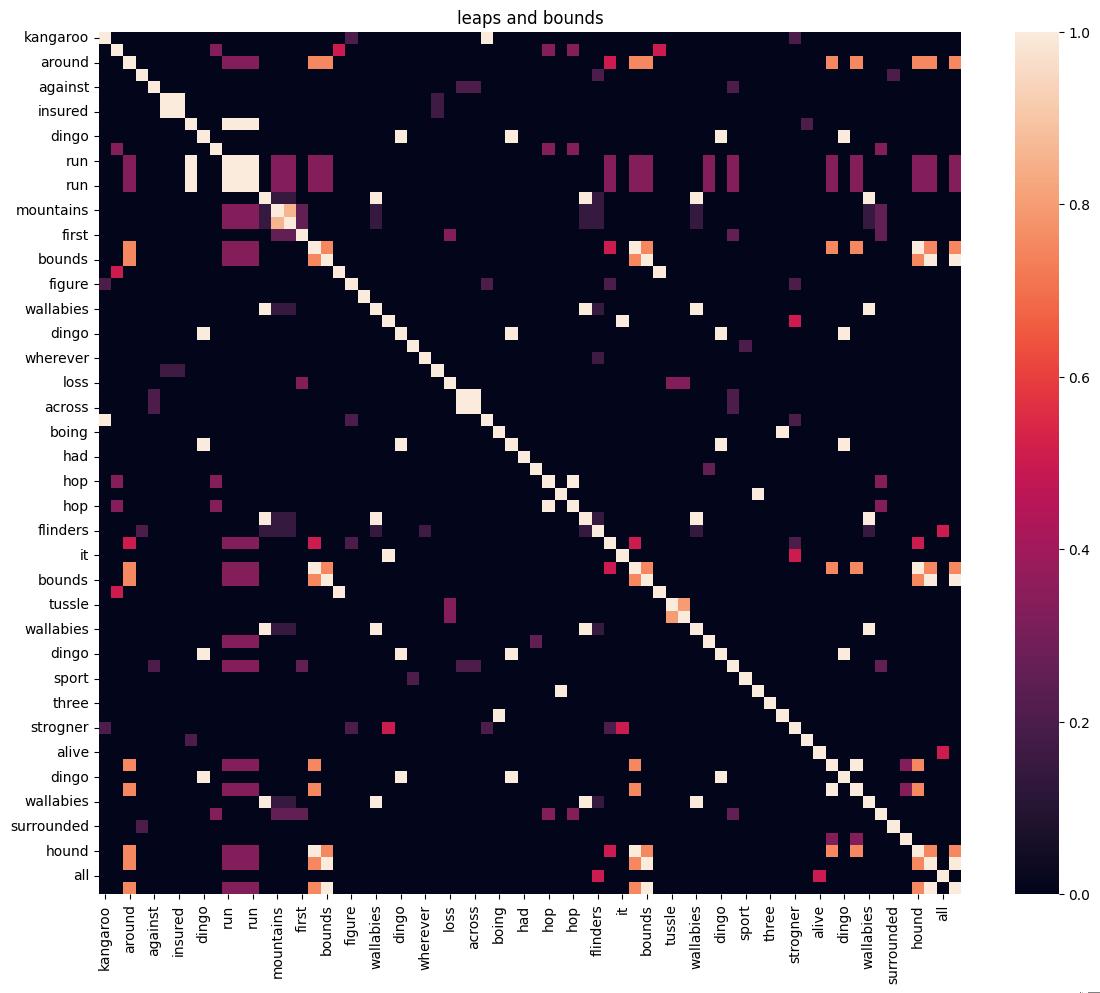 leaps and bounds
kangaroo
around
against
insured
dingo
run
run
mountains
first
bounds
figure
wallabies
dingo
wherever
loss
across
boing
had
hop
hop
flinders
it
bounds
tussle
wallabies
dingo
sport
three
strogner
alive
dingo
wallabies
surrounded
hound
all
1.0
0.8
0.6
0.4
0.2
0.0
kangaroo
around
against
insured
dingo
run
run
mountains
first
bounds
figure
wallabies
dingo
wherever
loss
across
boing
had
hop
hop
flinders
it
bounds
tussle
wallabies
dingo
sport
three
strogner
alive
dingo
wallabies
surrounded
hound
all